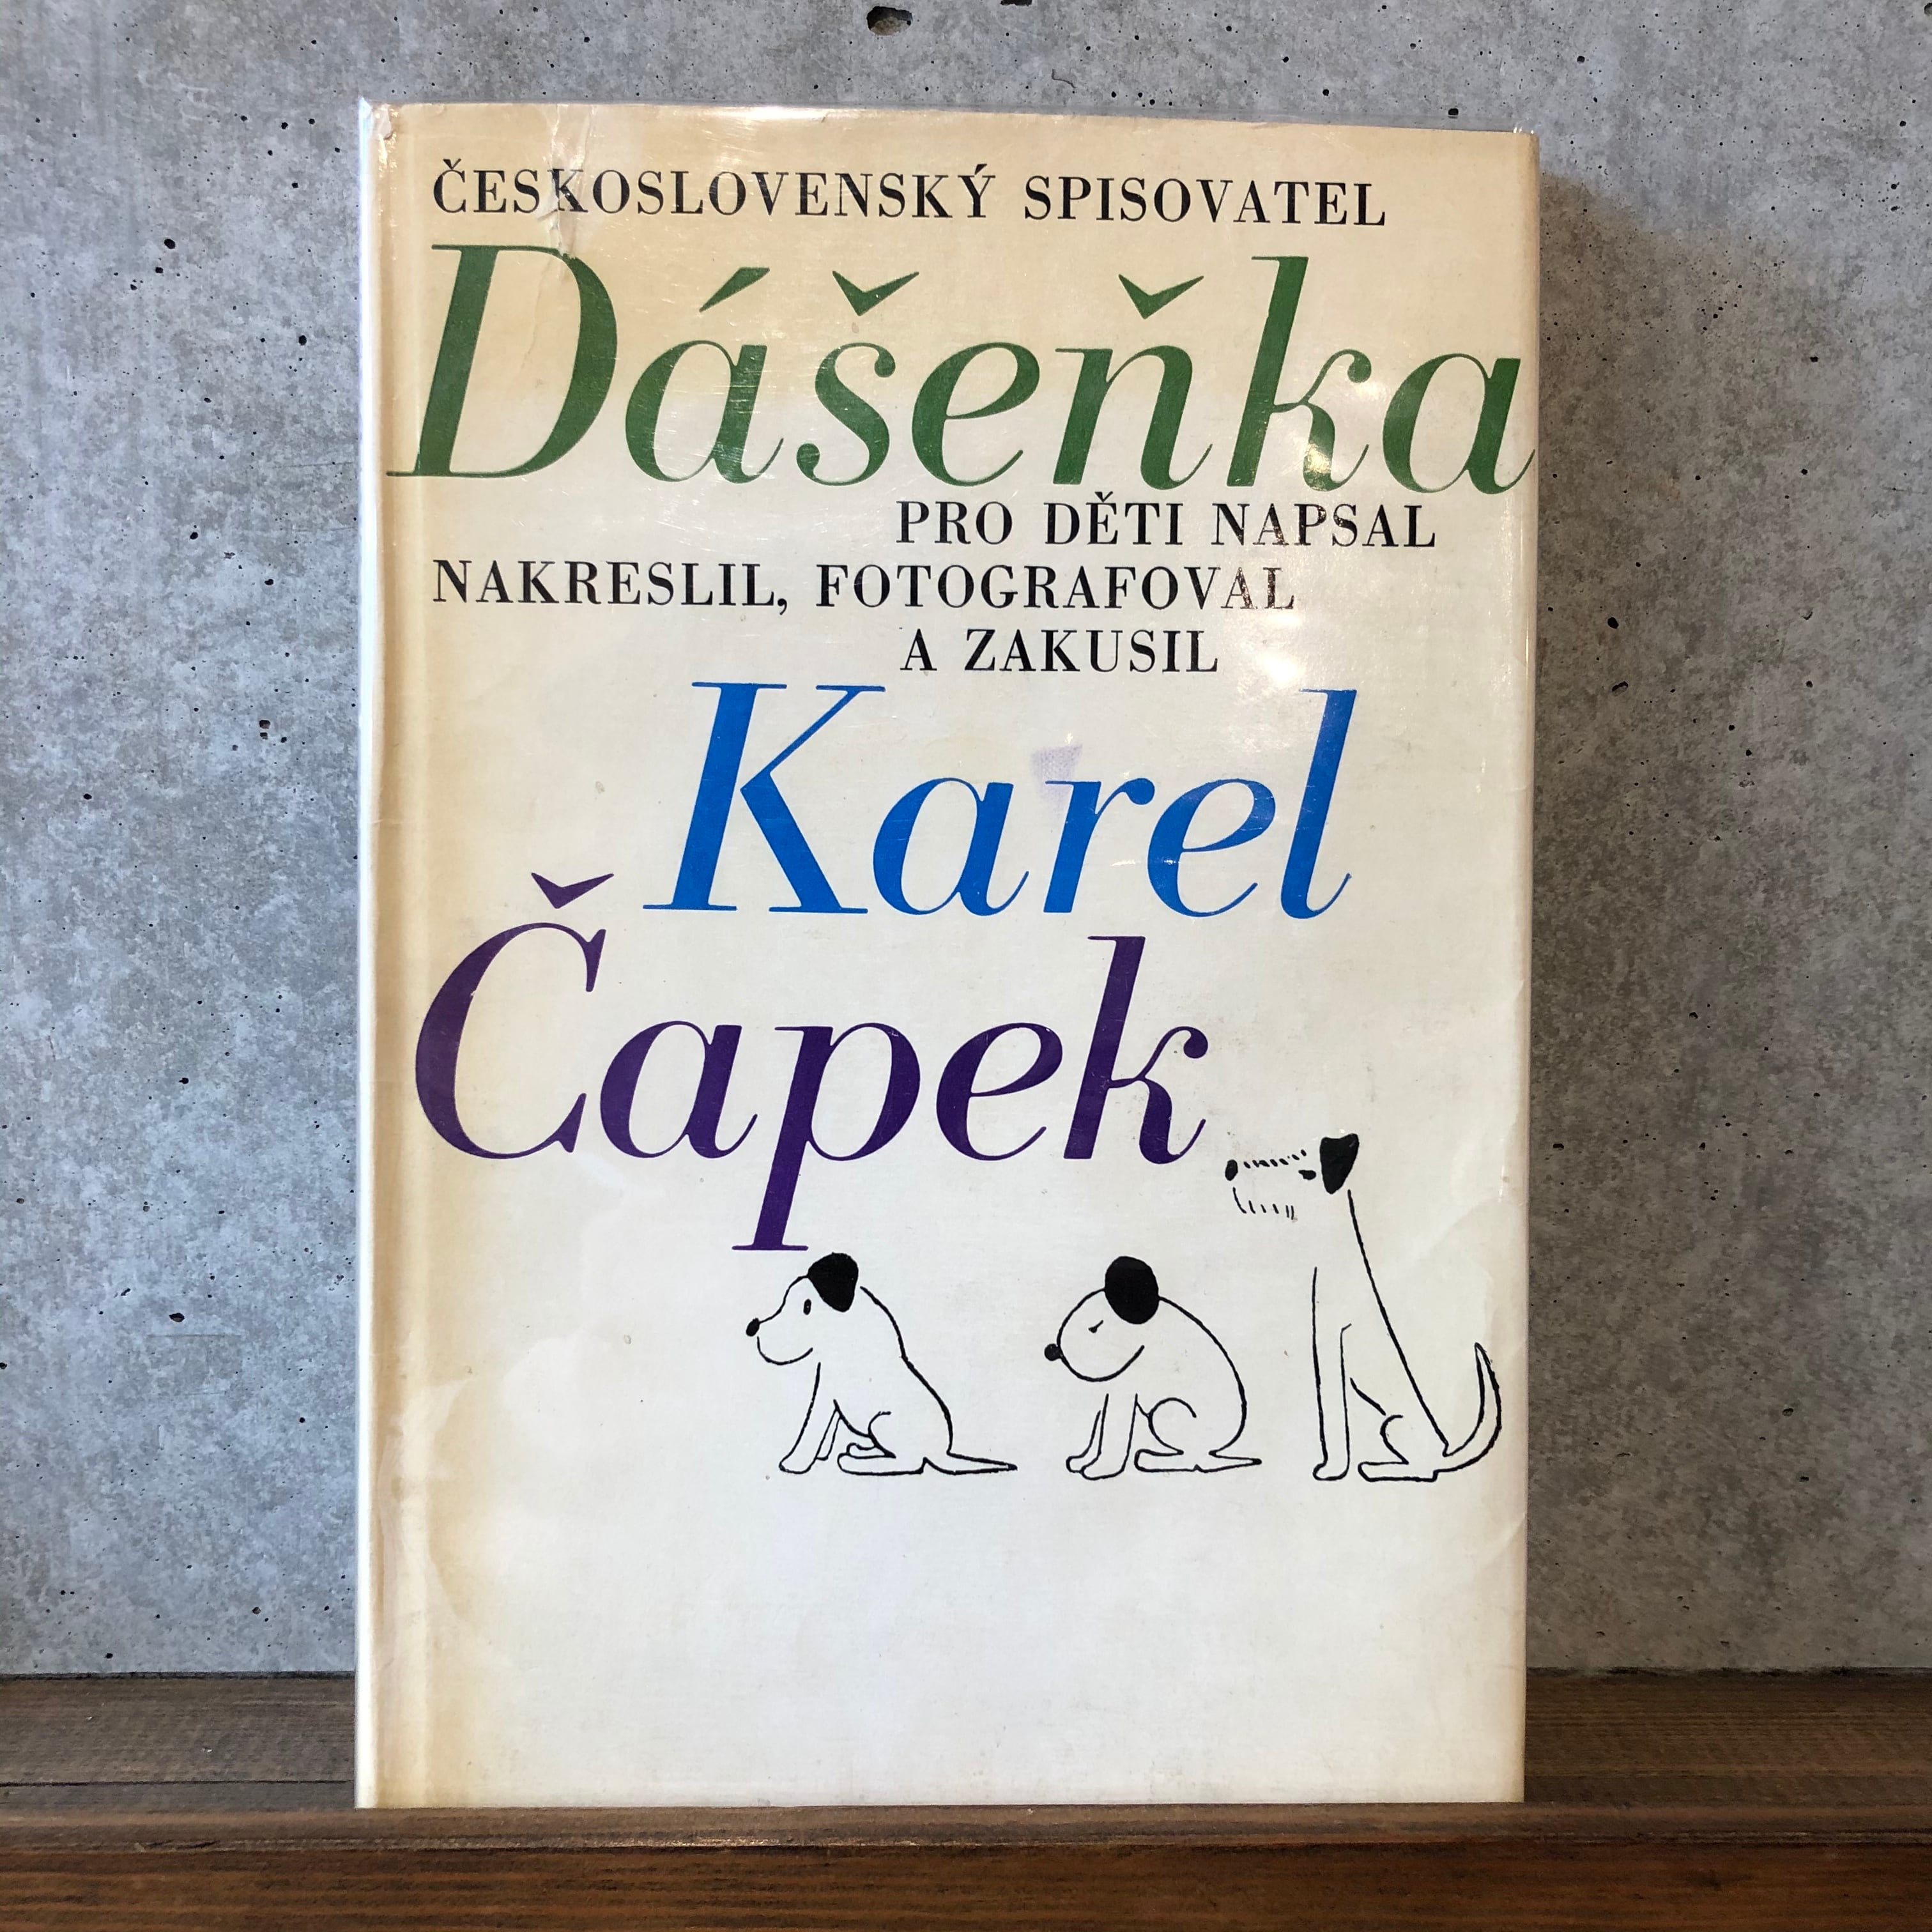 ČESKOSLOVENSKÝ SPISOVATEL
Dášeňka
PRO DĚTI NAPSAL
NAKRESLIL, FOTOGRAFOVAL
A ZAKUSIL
Karel
Čapek